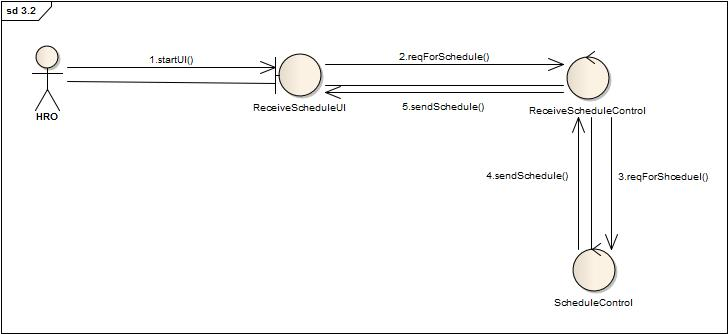 sd 3.2
1.startUI()
2.reqForSchedule()
5.sendSchedule()
HRO
ReceiveScheduleUI
ReceiveScheduleControl
4.sendSchedule()
3.reqForShceduel()
ScheduleControl